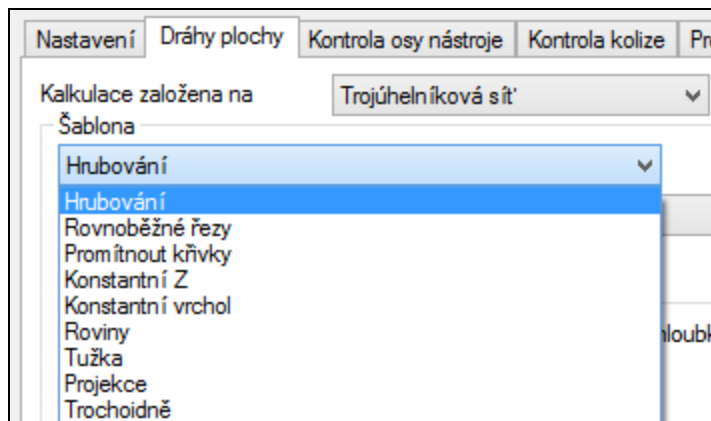 Nastavení Dráhy plochy Kontrola osy nástroje Kontrola kolize
Kalkulace založena na Trojúhelníková síť
Šablona
Hrubování
Hrubování
Rovnoběžné řezy
Promítnout křivky
Konstantní Z
Konstantní vrchol
Roviny
Tužka
Projekce
Trochoidně